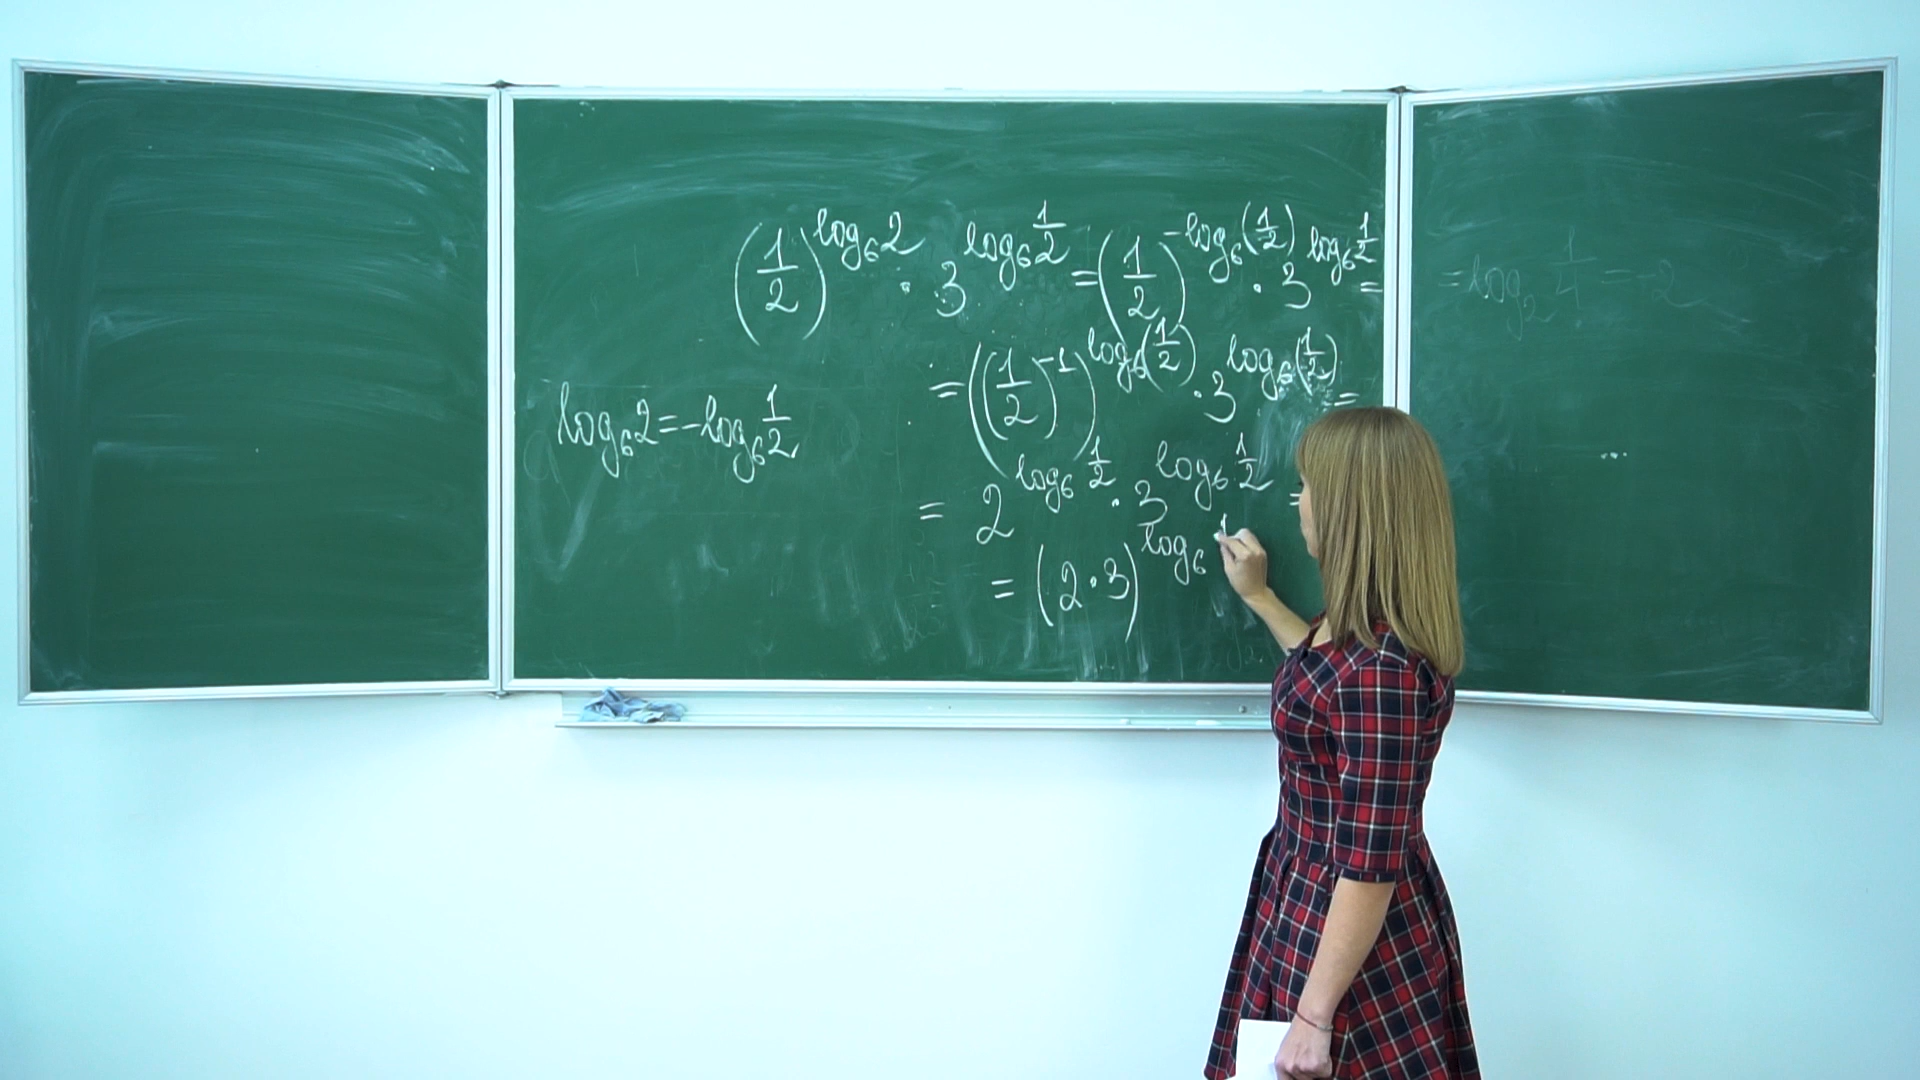 (1/2)^log₆2 · 3^log₆ 1/2 = (1/2)^-log₆(1/2) · 3^log₆ 1/2 =
= ((1/2)^-1)^log₆(1/2) · 3^log₆(1/2) =
log₆2 = -log₆ 1/2
= 2^log₆ 1/2 · 3^log₆ 1/2 =
= (2·3)^log₆ 1
= log₂ 1/4 = -2